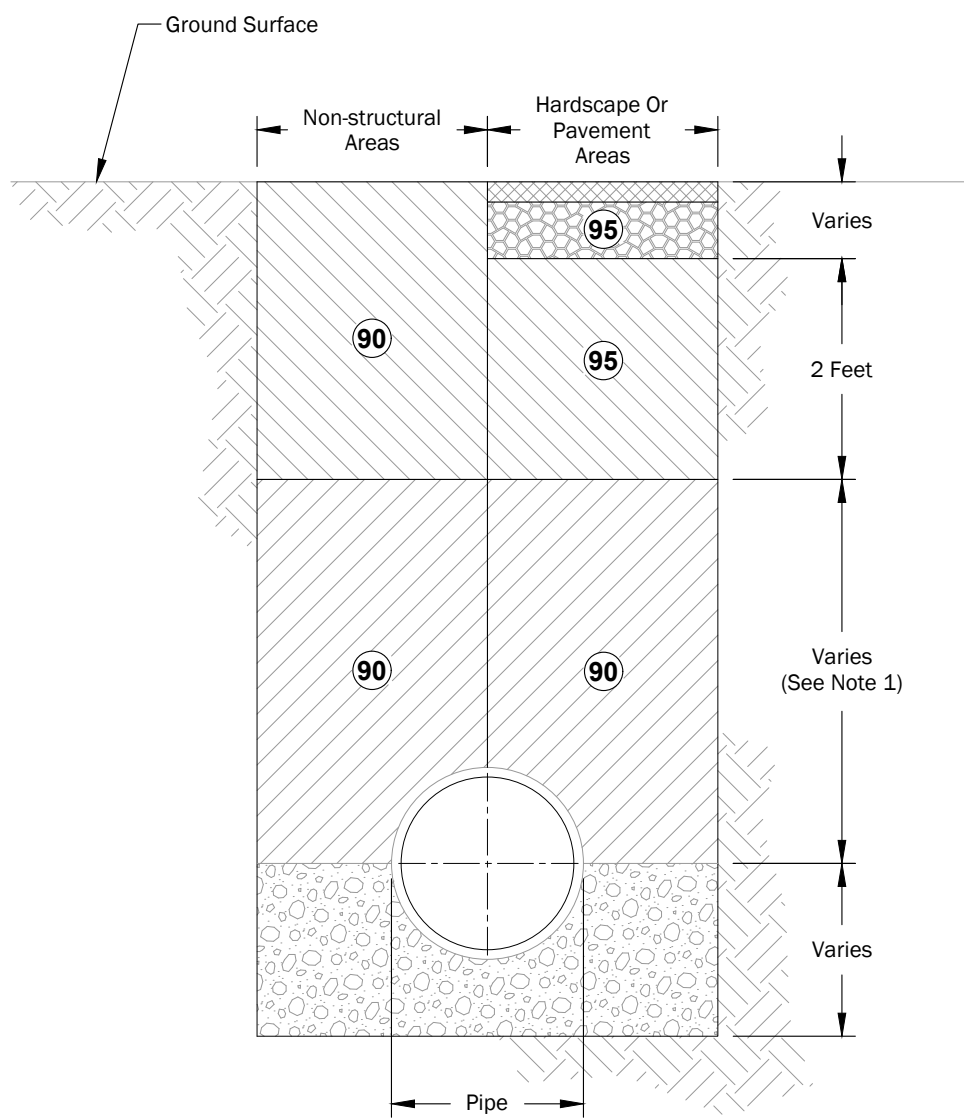 Ground Surface
Non-structural
Areas
Hardscape Or
Pavement
Areas
95
Varies
90
95
2 Feet
90
90
Varies
(See Note 1)
Varies
Pipe